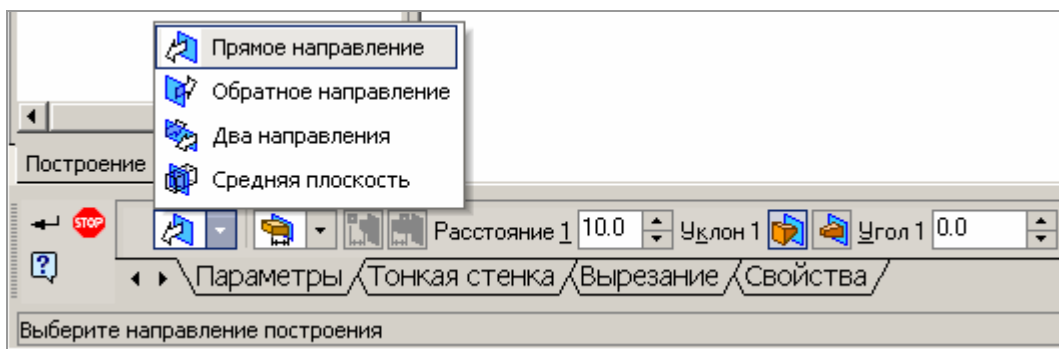 Прямое направление
Обратное направление
Два направления
Средняя плоскость
Построение
STOP Расстояние 1 10.0 Уклон 1 Угол 1 0.0
Параметры Тонкая стенка Вырезание Свойства
Выберите направление построения